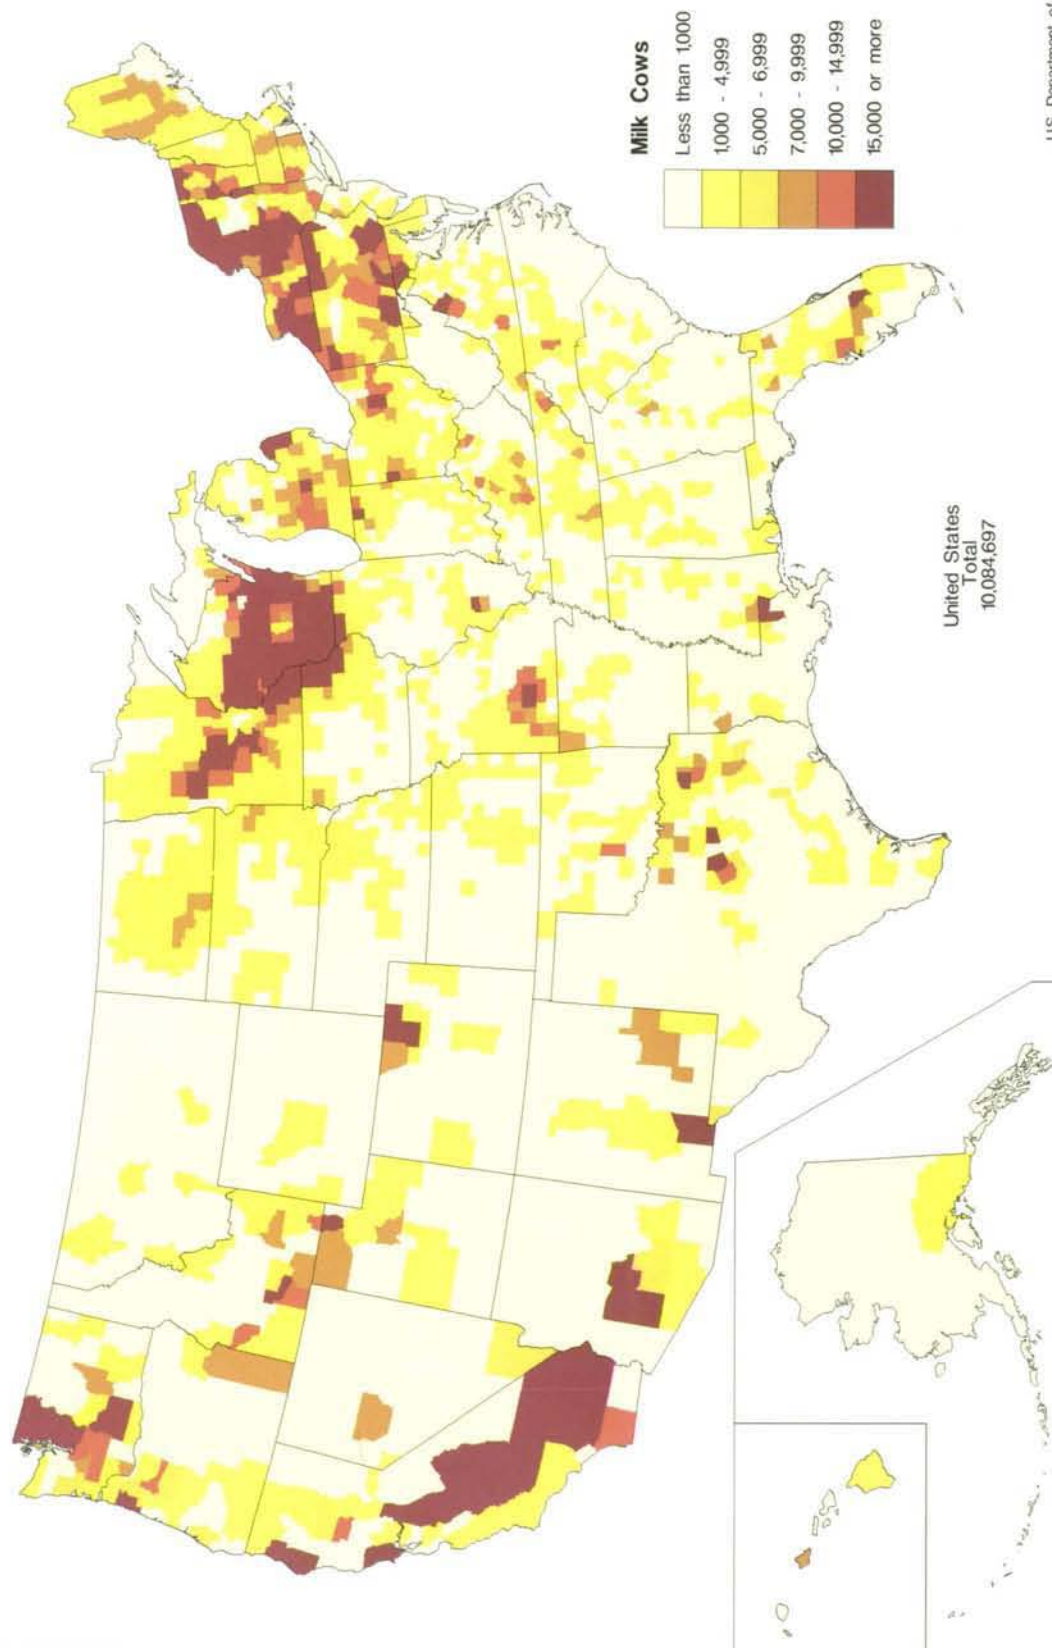 Milk Cows
Less than 1,000
1,000 - 4,999
5,000 - 6,999
7,000 - 9,999
10,000 - 14,999
15,000 or more
United States
Total
10,084,697
U.S. Department of